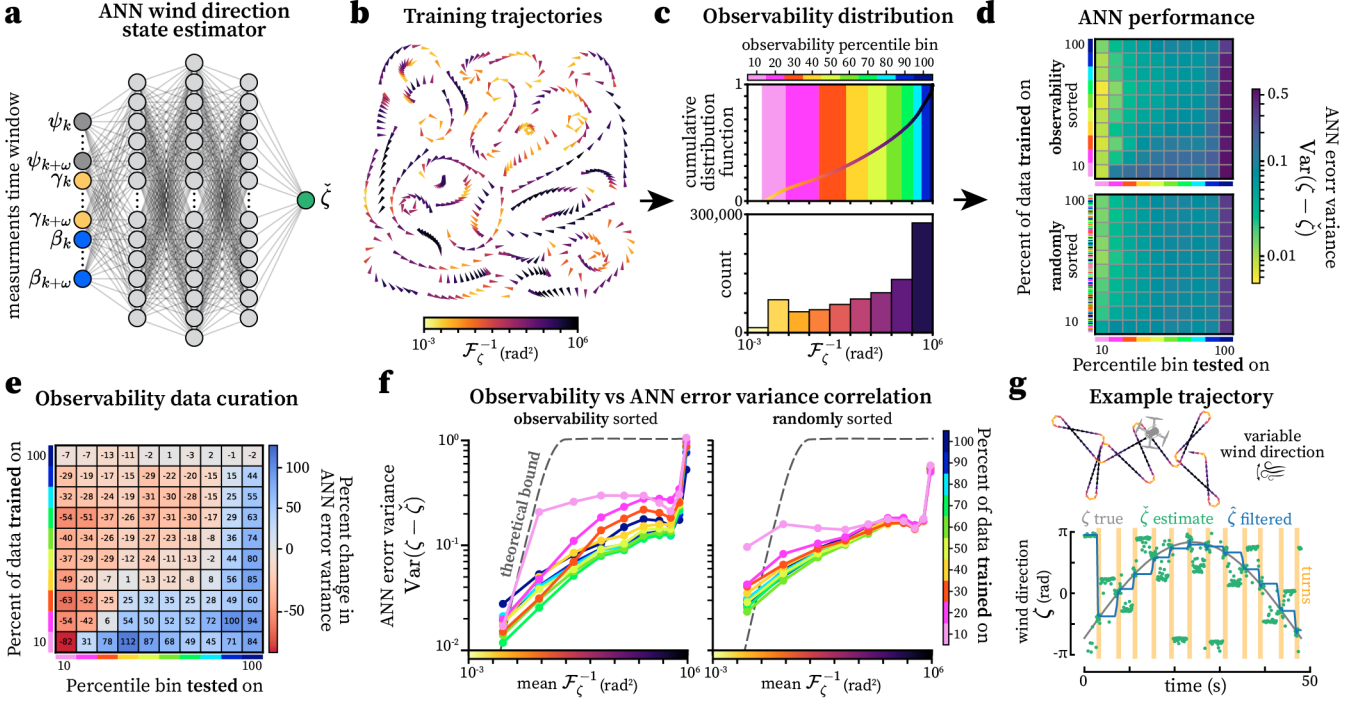 a
ANN wind direction
state estimator
measurments time window
ψk
ψk+ω
γk
γk+ω
βk
βk+ω
ζ̌
b
Training trajectories
10⁻³
10⁶
ℱζ⁻¹ (rad²)
c
Observability distribution
observability percentile bin
10 20 30 40 50 60 70 80 90 100
1
cumulative
distribution
function
0
300,000
count
0
10⁻³
10⁶
ℱζ⁻¹ (rad²)
d
ANN performance
Percent of data trained on
observability
sorted
100
10
randomly
sorted
100
10
10
100
Percentile bin tested on
0.5
0.1
0.01
ANN erorr variance
Var(ζ − ζ̌)
e
Observability data curation
Percent of data trained on
100
10
-7 -7 -13 -11 -2 1 -3 -2 -1 -2
-29 -19 -17 -15 -29 -22 -20 -2 15 44
-32 -28 -24 -19 -31 -30 -28 -15 25 55
-54 -51 -37 -19 -31 -16 -21 -17 29 63
-40 -34 -36 -19 -27 -23 -18 -8 36 74
-37 -29 -12 -24 -11 -13 -2 -2 44 80
-49 -20 -7 1 -13 -12 -6 56 56 85
-63 -52 -25 25 35 25 28 49 60
-54 -42 6 54 50 52 72 100 94
-82 31 78 112 87 68 49 45 71 84
10
100
Percentile bin tested on
100
50
0
−50
Percent change in
ANN error variance
f
Observability vs ANN error variance correlation
observability sorted
randomly sorted
ANN erorr variance
Var(ζ − ζ̌)
10⁰
10⁻¹
10⁻²
theoretical bound
10⁻³
10⁶
mean ℱζ⁻¹ (rad²)
10⁻³
10⁶
mean ℱζ⁻¹ (rad²)
100
90
80
70
60
50
40
30
20
10
Percent of data trained on
g
Example trajectory
variable
wind direction
ζ true
ζ̌ estimate
ζ̂ filtered
wind direction
ζ (rad)
π
0
-π
turns
0
50
time (s)